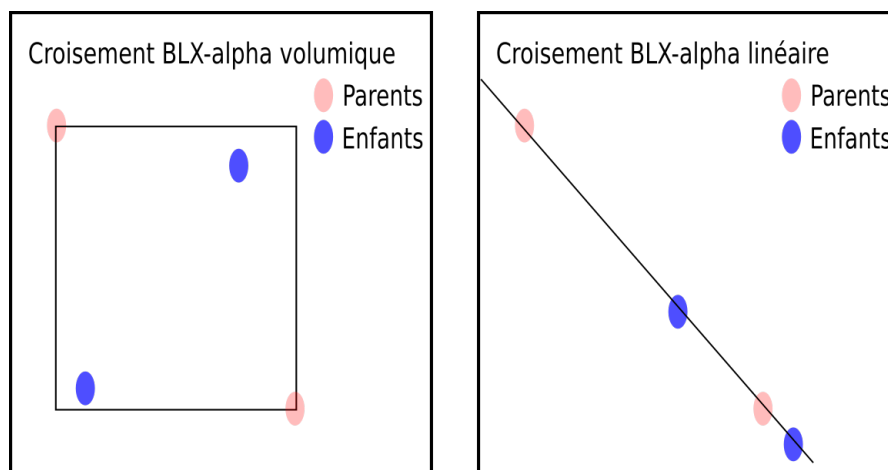 Croisement BLX-alpha volumique
Parents
Enfants
Croisement BLX-alpha linéaire
Parents
Enfants